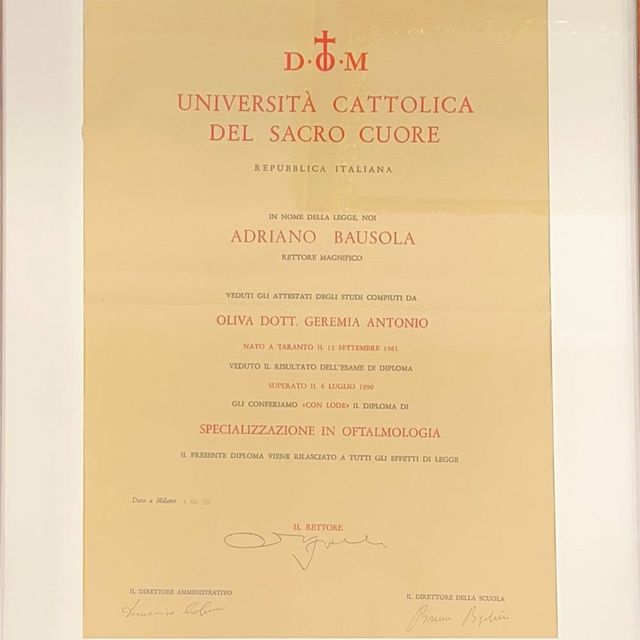 D·O·M
UNIVERSITÀ CATTOLICA
DEL SACRO CUORE
REPUBBLICA ITALIANA
IN NOME DELLA LEGGE, NOI
ADRIANO BAUSOLA
RETTORE MAGNIFICO
VEDUTI GLI ATTESTATI DEGLI STUDI COMPIUTI DA
OLIVA DOTT. GEREMIA ANTONIO
NATO A TARANTO IL 13 SETTEMBRE 1961
VEDUTO IL RISULTATO DELL'ESAME DI DIPLOMA
SUPERATO IL 6 LUGLIO 1990
GLI CONFERIAMO «CON LODE» IL DIPLOMA DI
SPECIALIZZAZIONE IN OFTALMOLOGIA
IL PRESENTE DIPLOMA VIENE RILASCIATO A TUTTI GLI EFFETTI DI LEGGE
Dato a Milano
IL RETTORE
IL DIRETTORE AMMINISTRATIVO
IL DIRETTORE DELLA SCUOLA